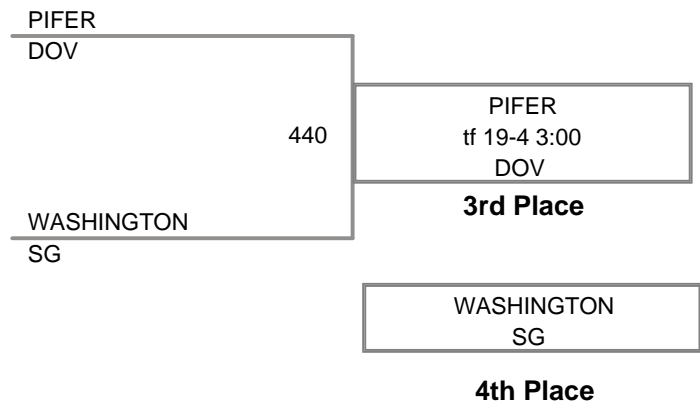 PIFER
DOV
440
PIFER
tf 19-4 3:00
DOV
3rd Place
WASHINGTON
SG
WASHINGTON
SG
4th Place